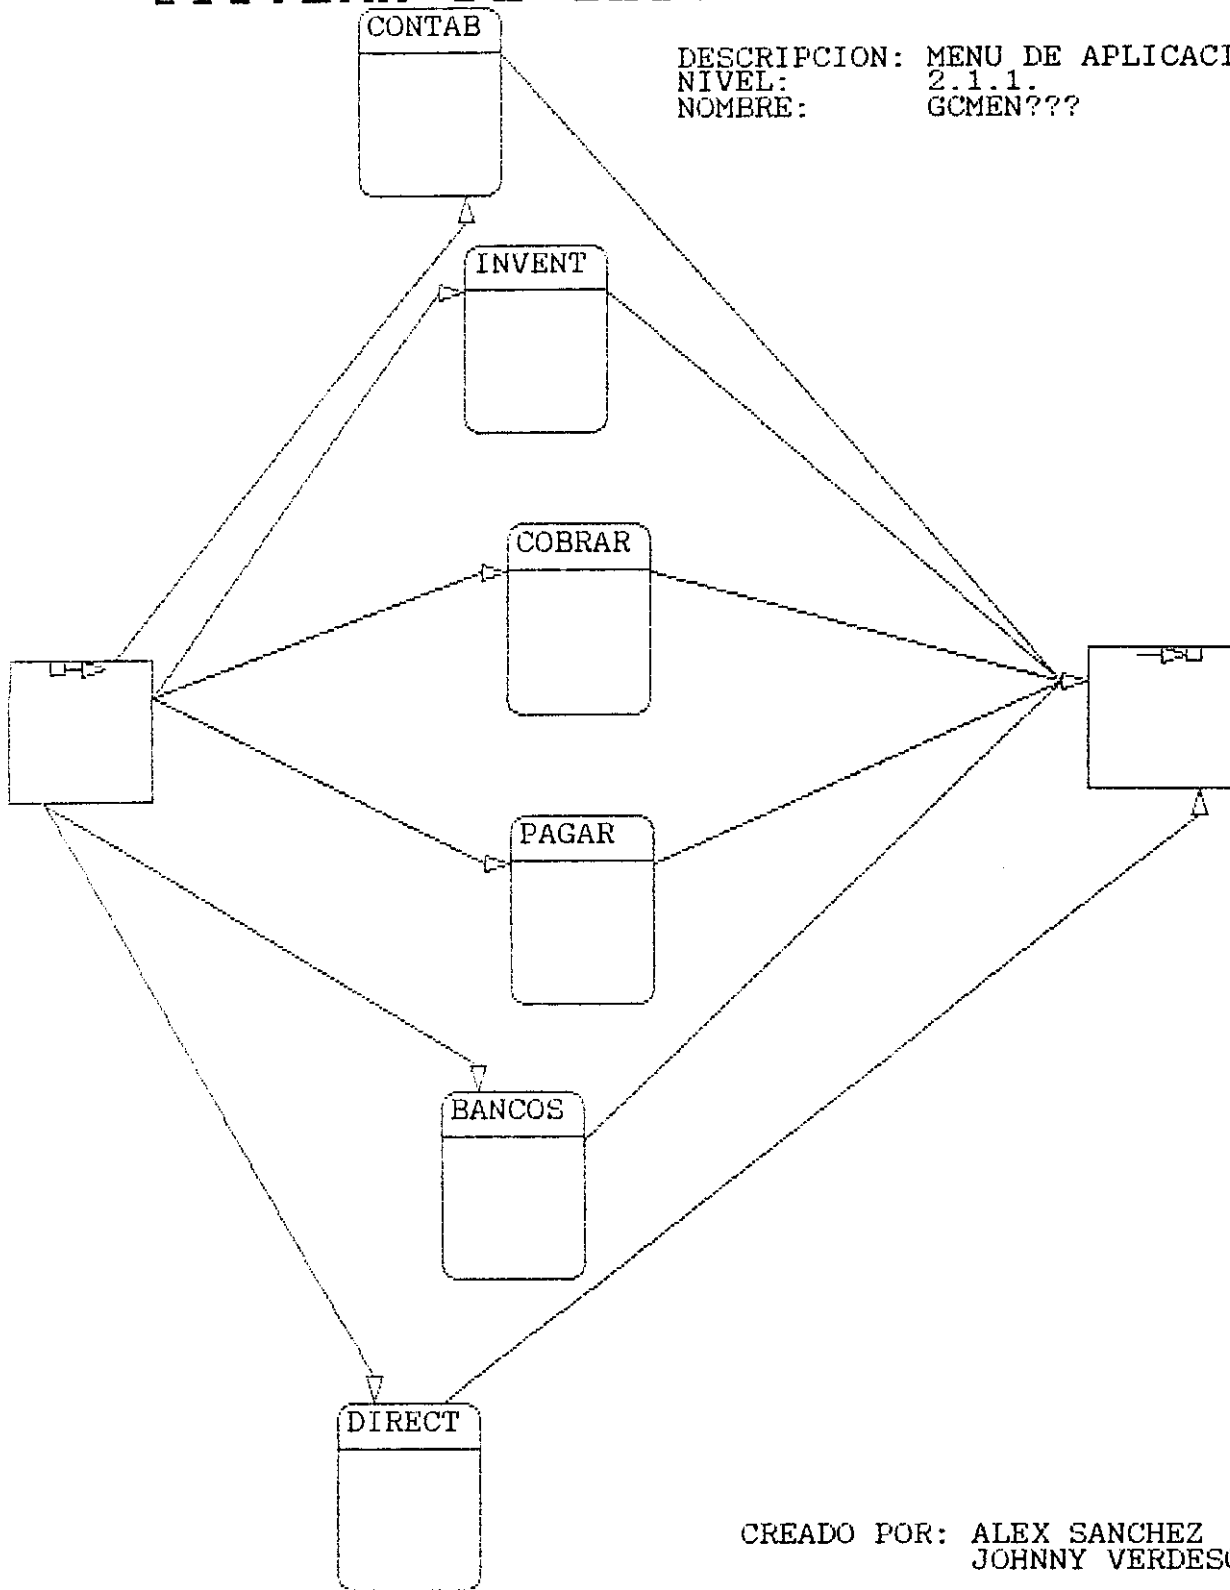 CONTAB
DESCRIPCION: MENU DE APLICACI
NIVEL: 2.1.1.
NOMBRE: GCMEN???
INVENT
COBRAR
PAGAR
BANCOS
DIRECT
CREADO POR: ALEX SANCHEZ
JOHNNY VERDESO